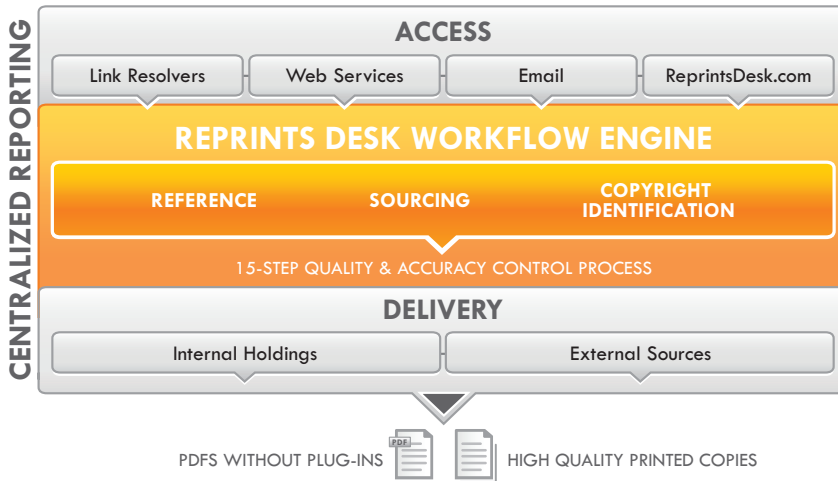 CENTRALIZED REPORTING
ACCESS
Link Resolvers
Web Services
Email
ReprintsDesk.com
REPRINTS DESK WORKFLOW ENGINE
REFERENCE
SOURCING
COPYRIGHT
IDENTIFICATION
15-STEP QUALITY & ACCURACY CONTROL PROCESS
DELIVERY
Internal Holdings
External Sources
PDFS WITHOUT PLUG-INS
PDF
HIGH QUALITY PRINTED COPIES